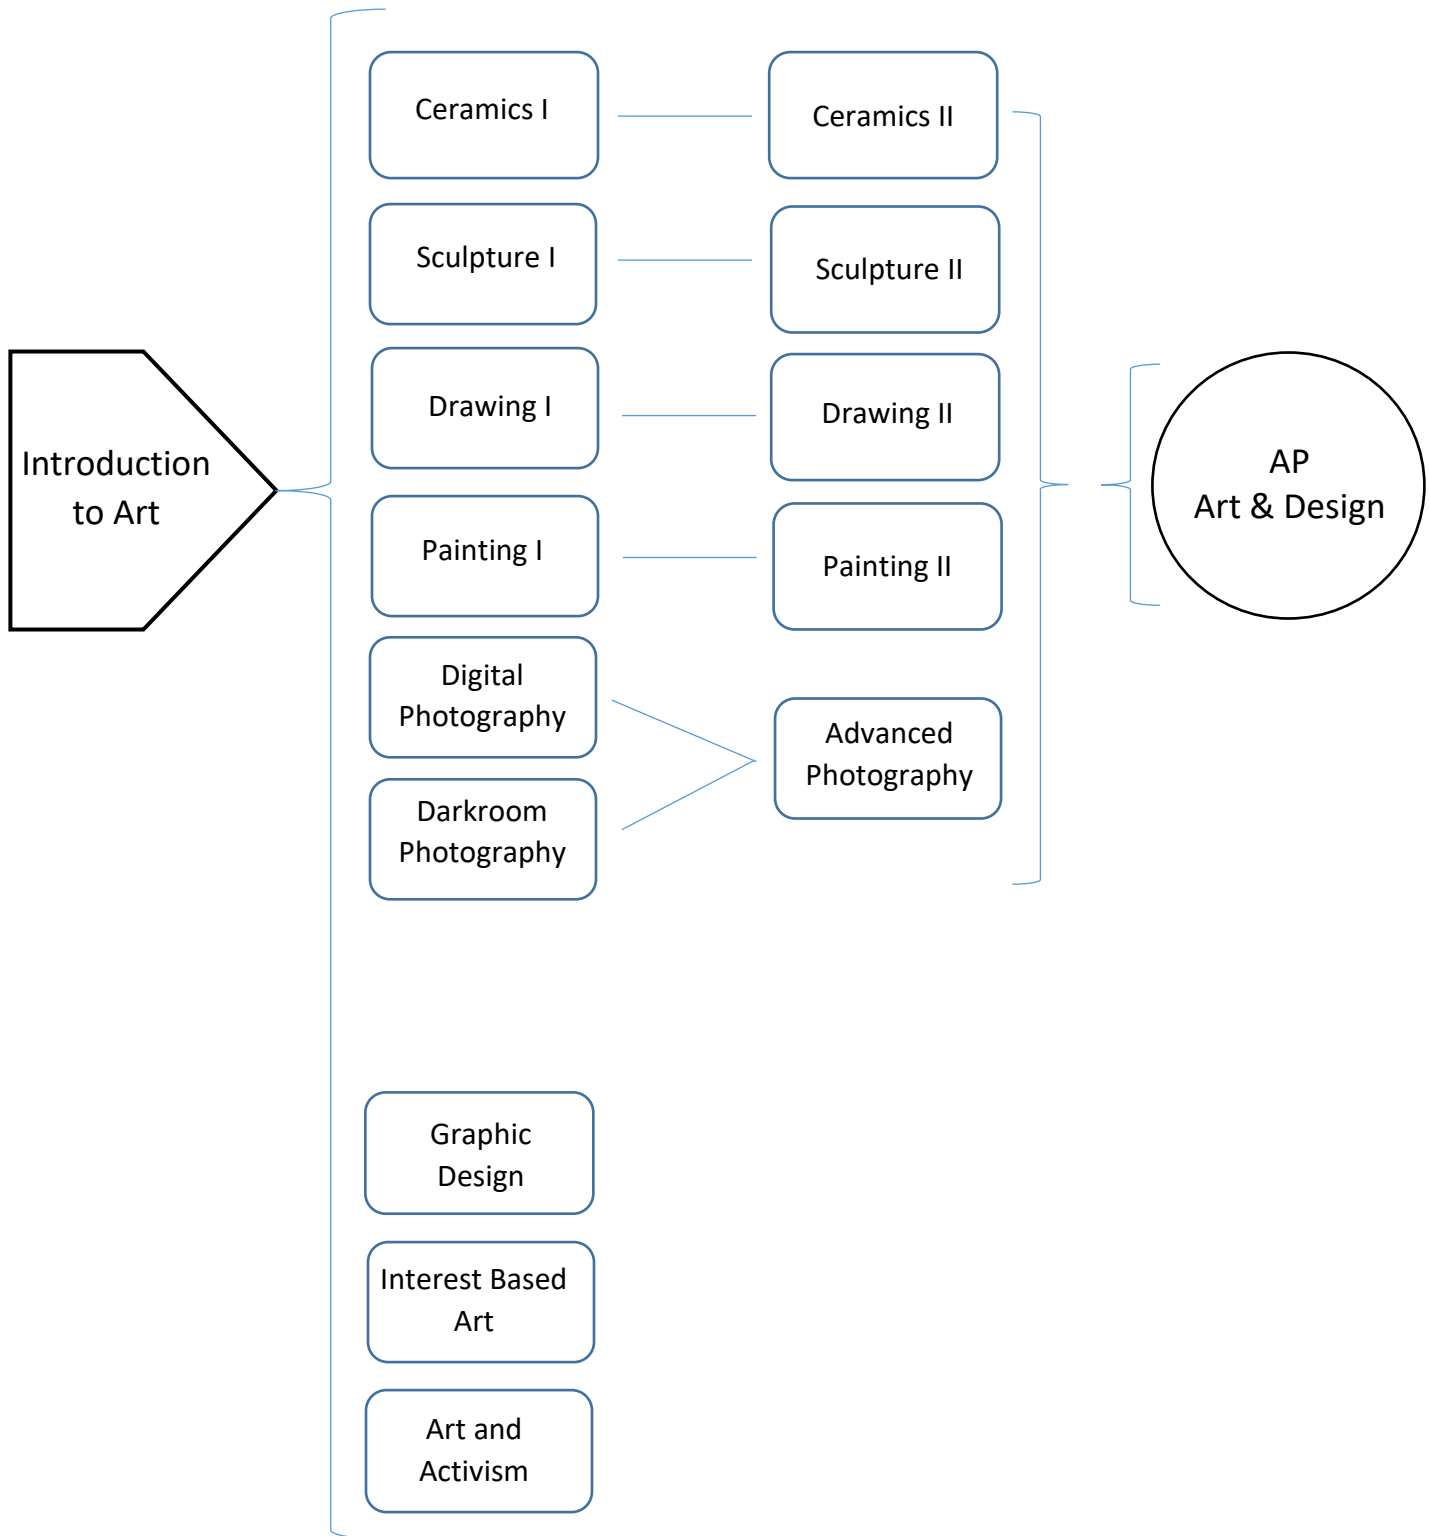 Introduction
to Art
Ceramics I
Ceramics II
Sculpture I
Sculpture II
Drawing I
Drawing II
Painting I
Painting II
Digital
Photography
Darkroom
Photography
Advanced
Photography
Graphic
Design
Interest Based
Art
Art and
Activism
AP
Art & Design